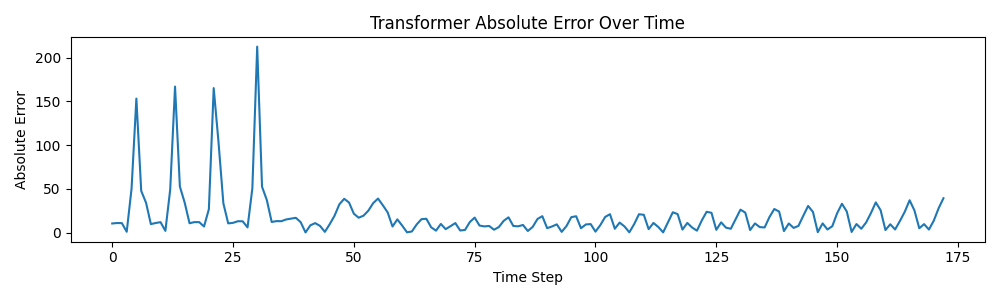 Transformer Absolute Error Over Time
Absolute Error
200
150
100
50
0
0 25 50 75 100 125 150 175
Time Step